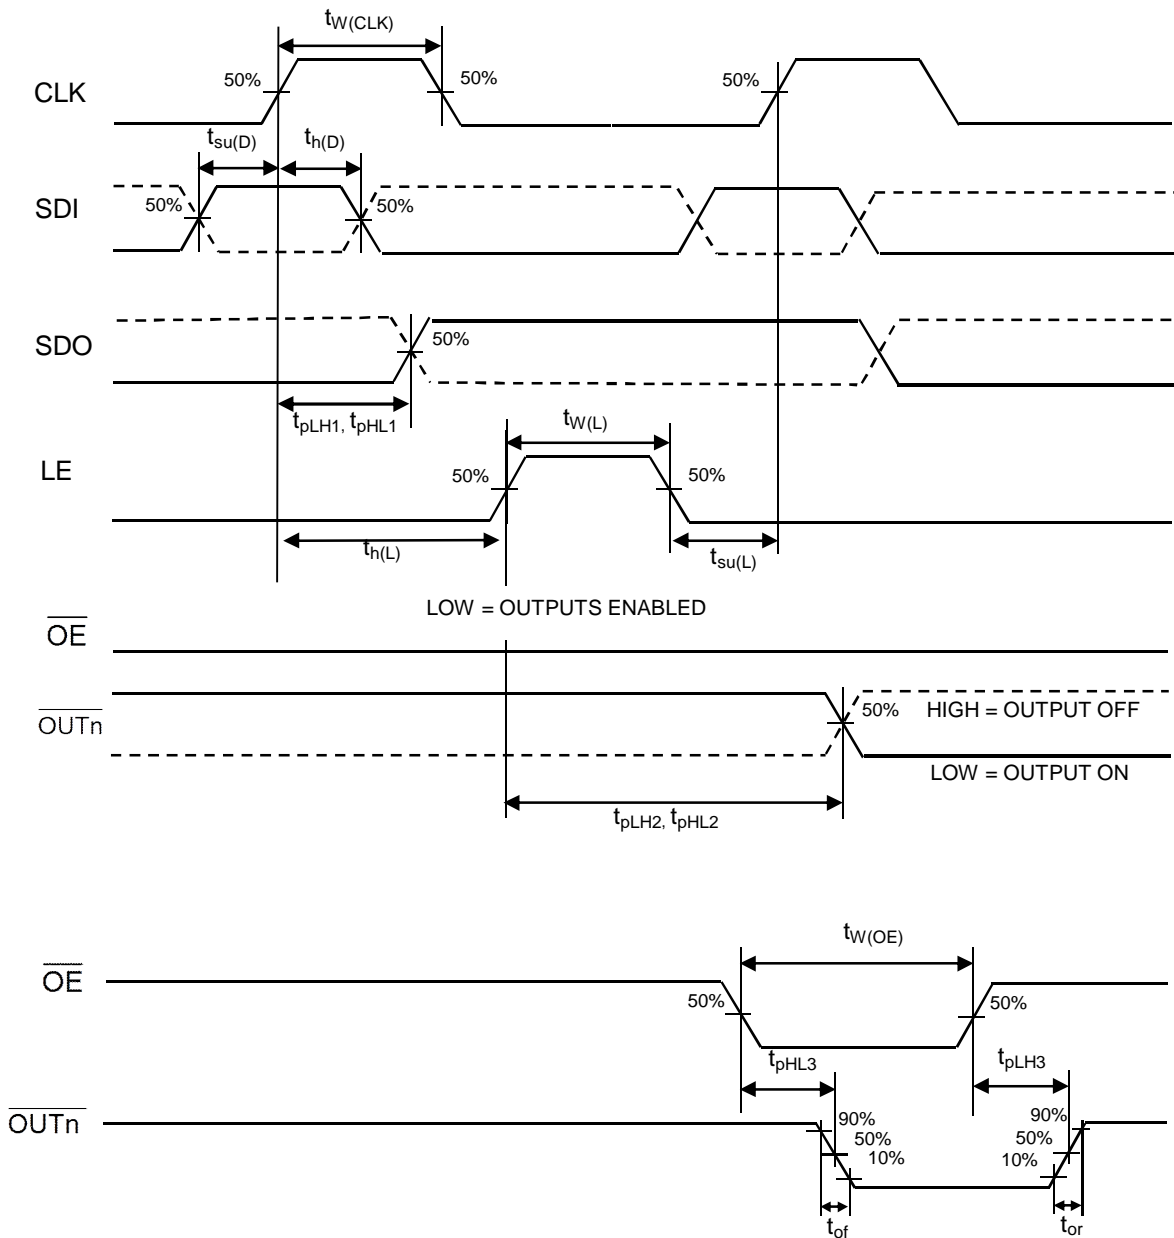 tW(CLK)
50%
50%
50%
CLK
tsu(D)
th(D)
50%
50%
SDI
50%
SDO
tpLH1, tpHL1
tW(L)
LE
50%
50%
th(L)
tsu(L)
LOW = OUTPUTS ENABLED
OE
50%
HIGH = OUTPUT OFF
OUTn
LOW = OUTPUT ON
tpLH2, tpHL2
tW(OE)
OE
50%
50%
tpHL3
tpLH3
OUTn
90%
90%
50%
50%
10%
10%
tof
tor